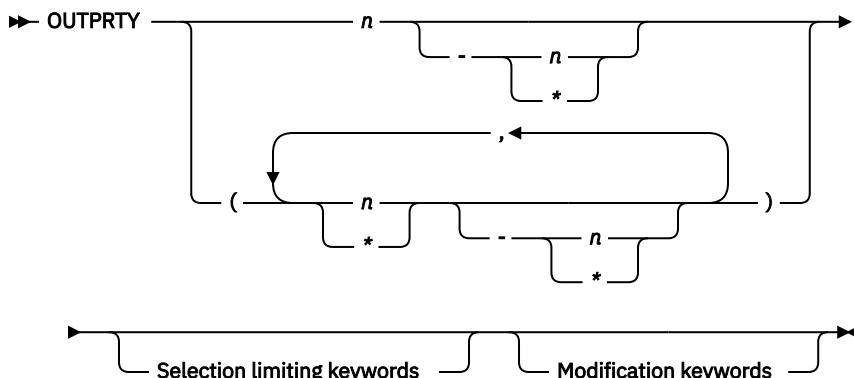 OUTPRTY n
- n
*
,
( n )
* - n
*
Selection limiting keywords Modification keywords